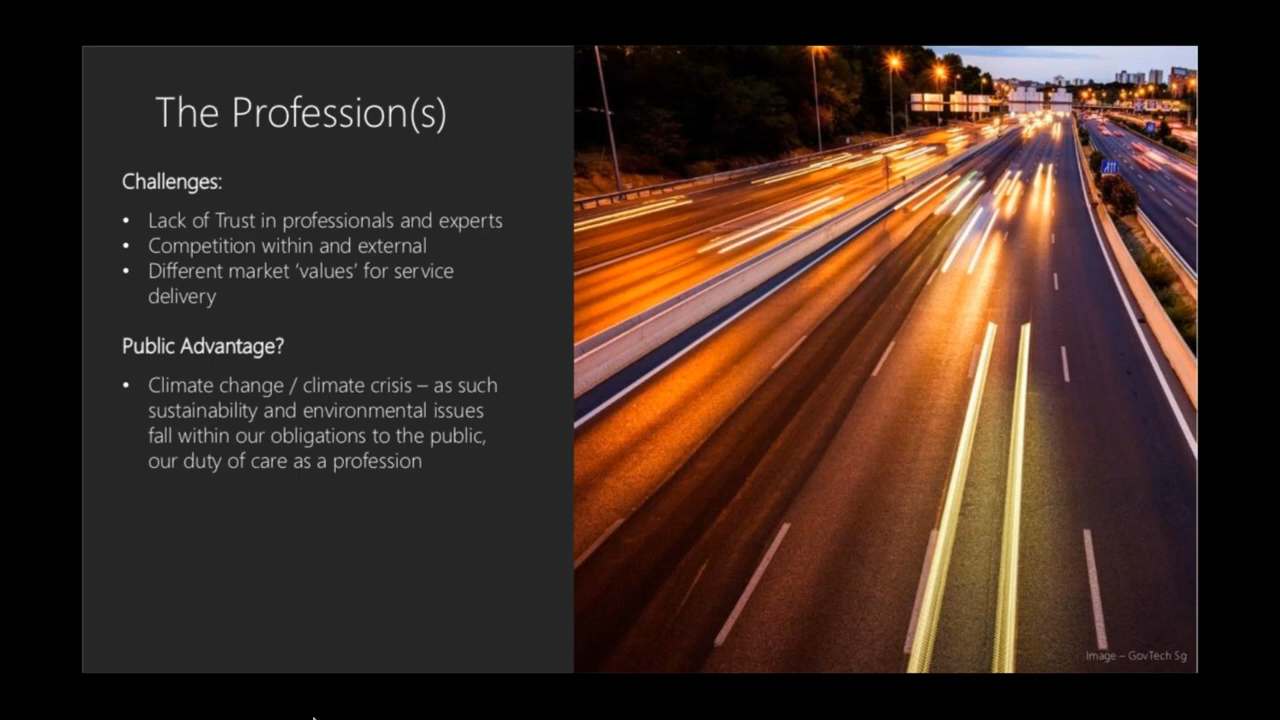 The Profession(s)
Challenges:
• Lack of Trust in professionals and experts
• Competition within and external
• Different market ‘values’ for service
delivery
Public Advantage?
• Climate change / climate crisis – as such
sustainability and environmental issues
fall within our obligations to the public,
our duty of care as a profession
Image – GovTech Sg